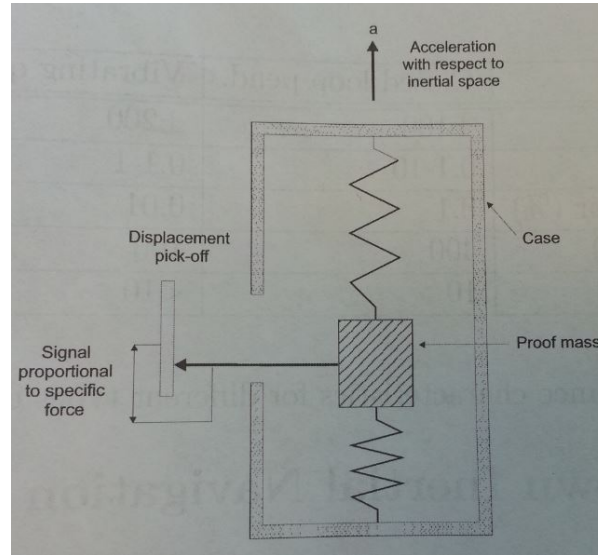 a
Acceleration
with respect to
inertial space
Displacement
pick-off
Case
Proof mass
Signal
proportional
to specific
force